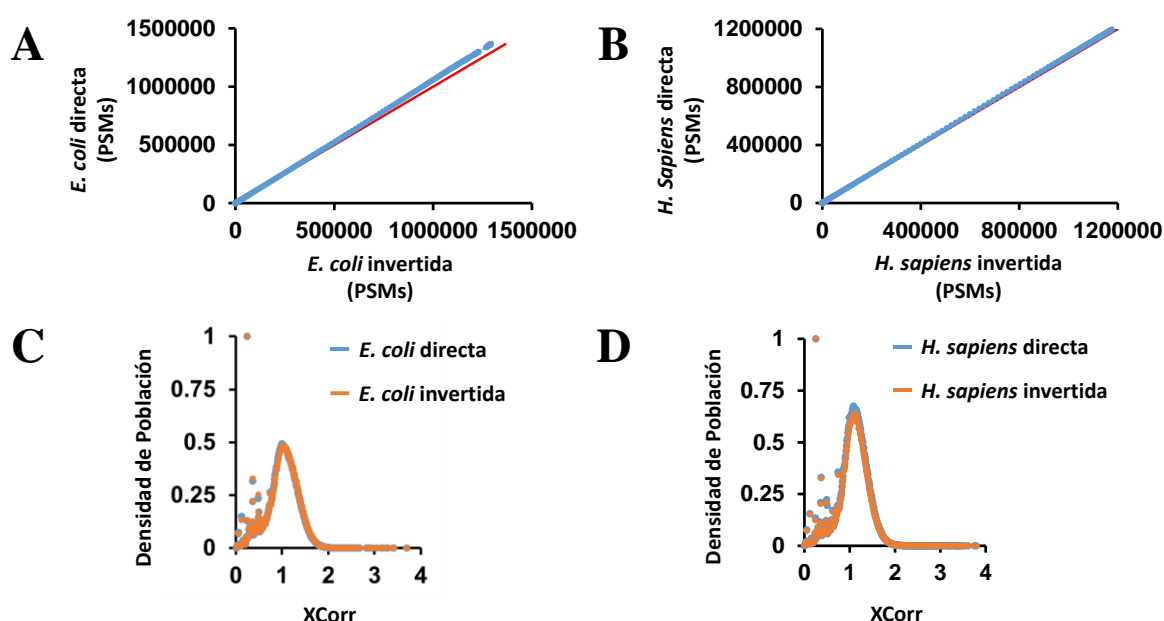 A
1500000
1000000
500000
0
E. coli directa
(PSMs)
0 500000 1000000 1500000
E. coli invertida
(PSMs)
B
1200000
800000
400000
0
H. Sapiens directa
(PSMs)
0 400000 800000 1200000
H. sapiens invertida
(PSMs)
C
1
0.75
0.5
0.25
0
Densidad de Población
E. coli directa
E. coli invertida
0 1 2 3 4
XCorr
D
1
0.75
0.5
0.25
0
Densidad de Población
H. sapiens directa
H. sapiens invertida
0 1 2 3 4
XCorr